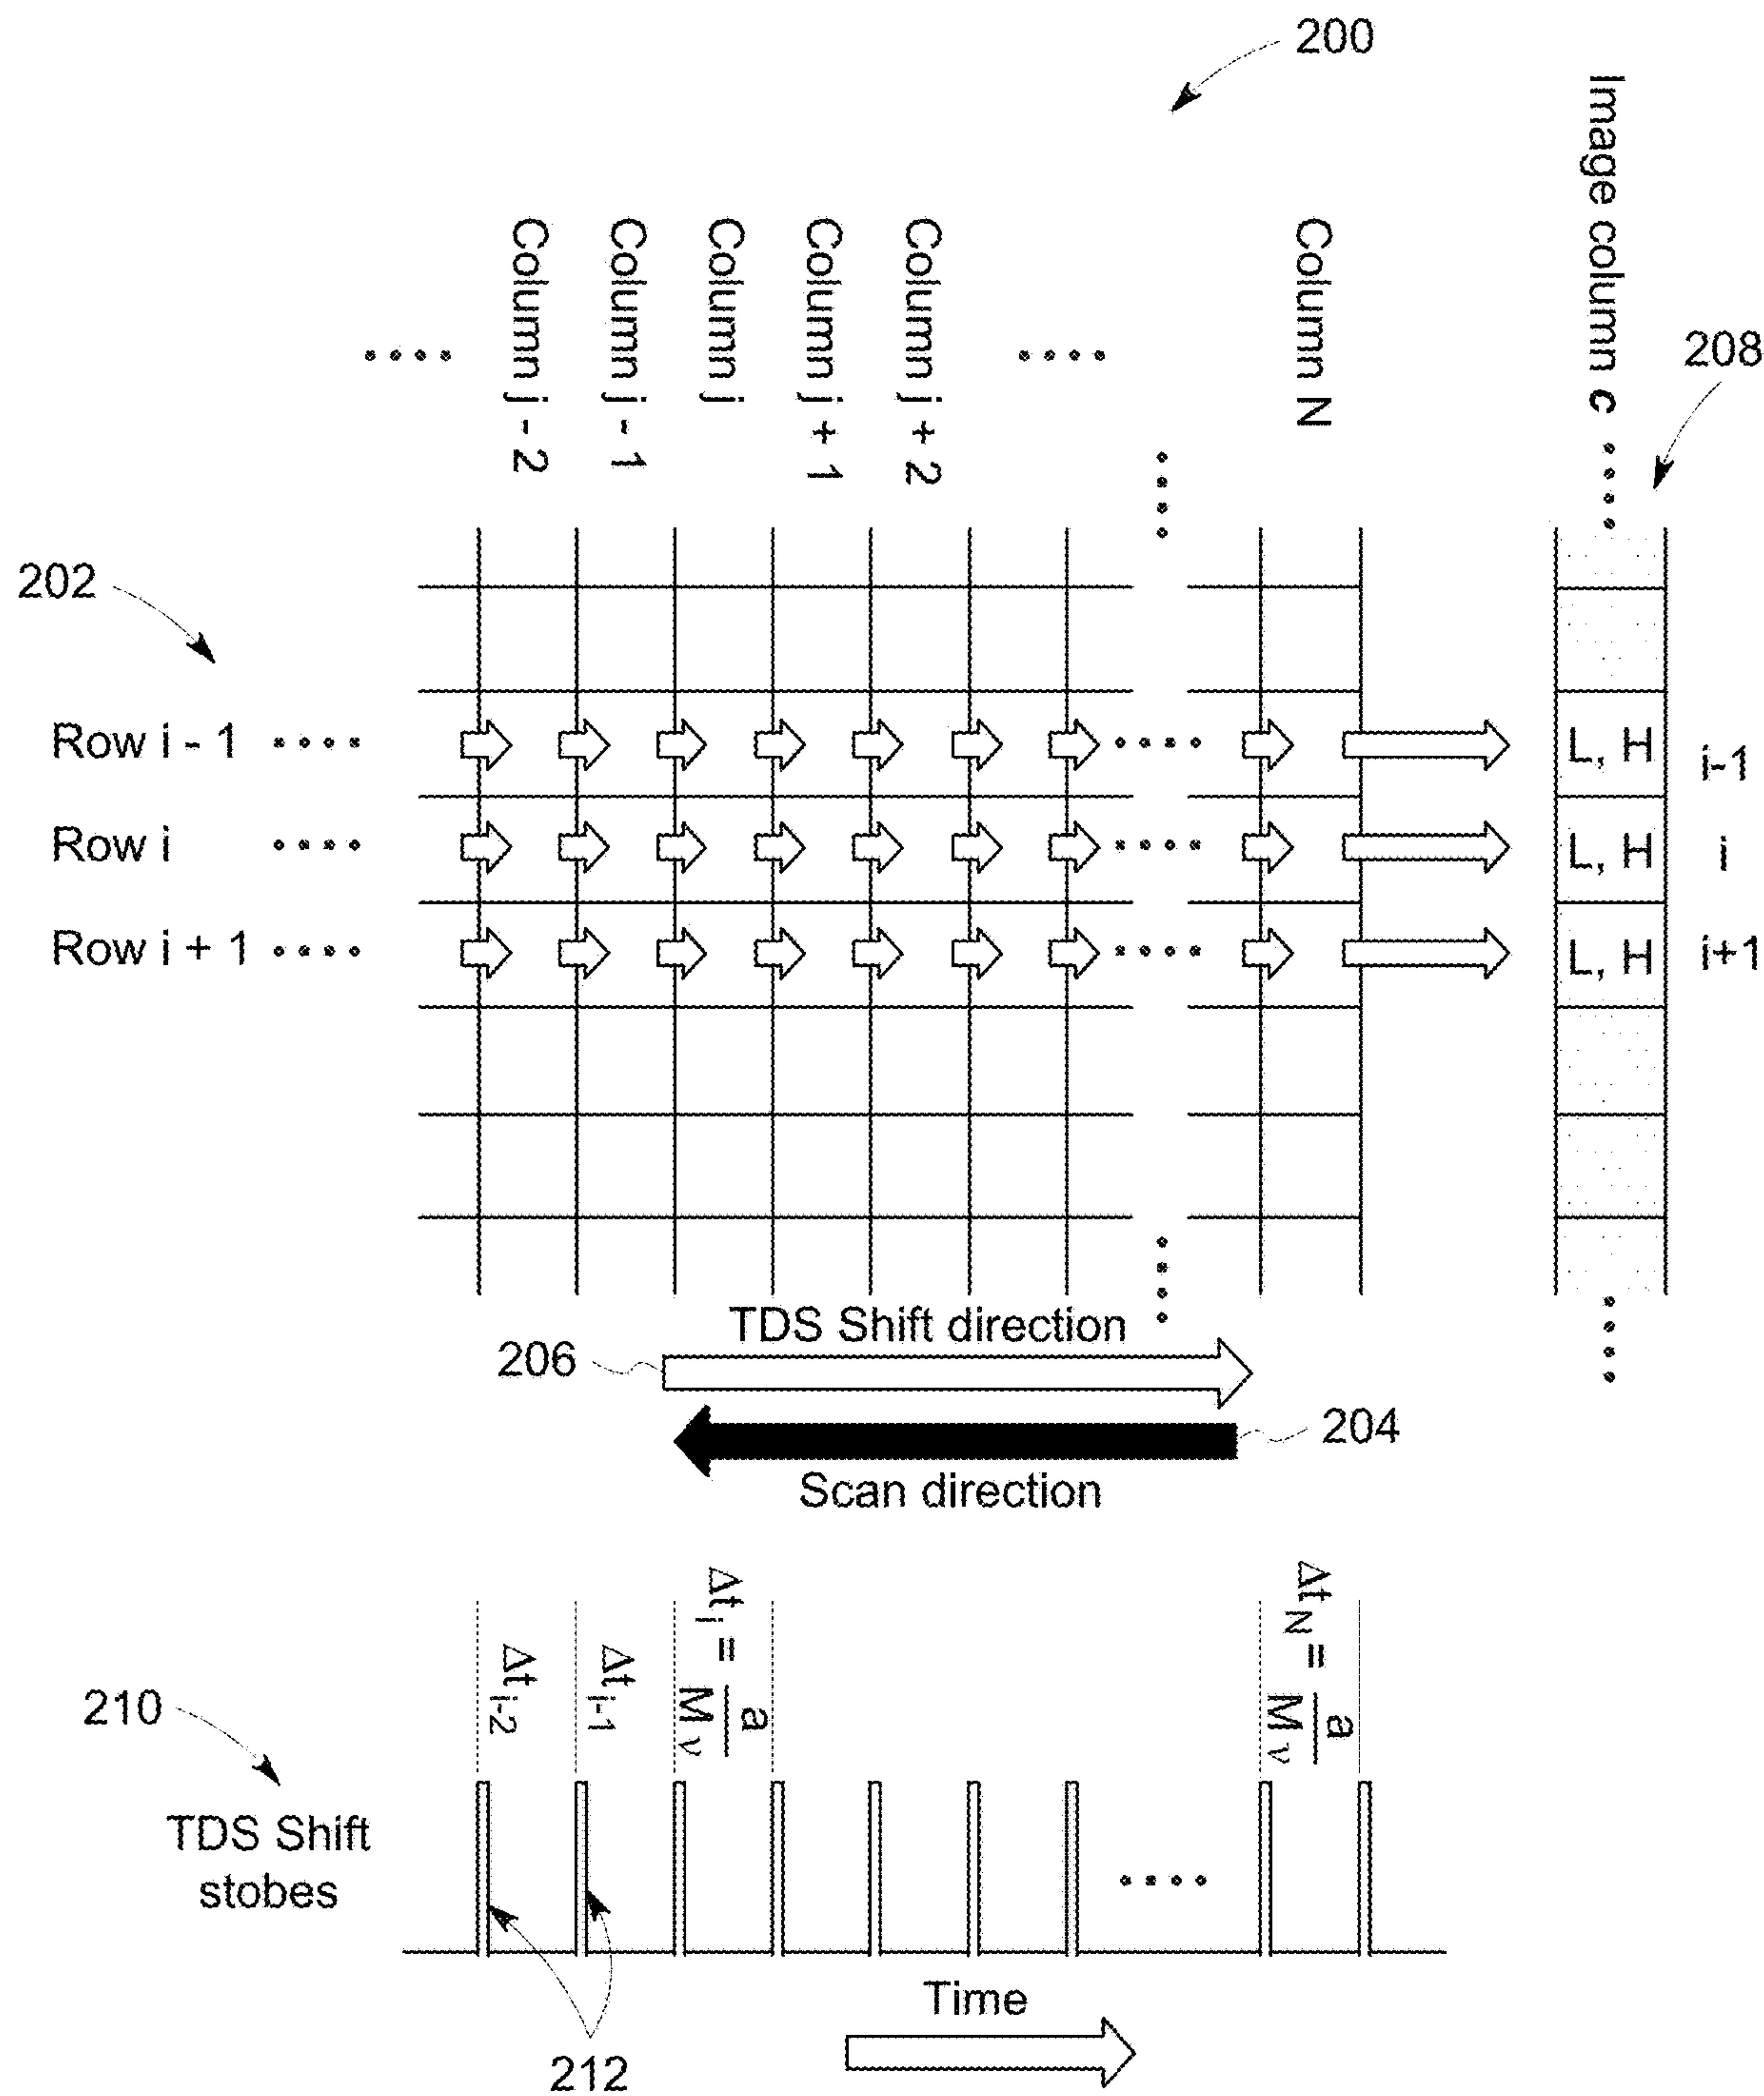 200
Image column c
208
Column j - 2
Column j - 1
Column j
Column j + 1
Column j + 2
Column N
202
Row i - 1
L, H
i-1
Row i
L, H
i
Row i + 1
L, H
i+1
TDS Shift direction
206
204
Scan direction
Δt i-2
Δt i-1
Δt i = a / M v
Δt N = a / M v
210
TDS Shift
stobes
Time
212